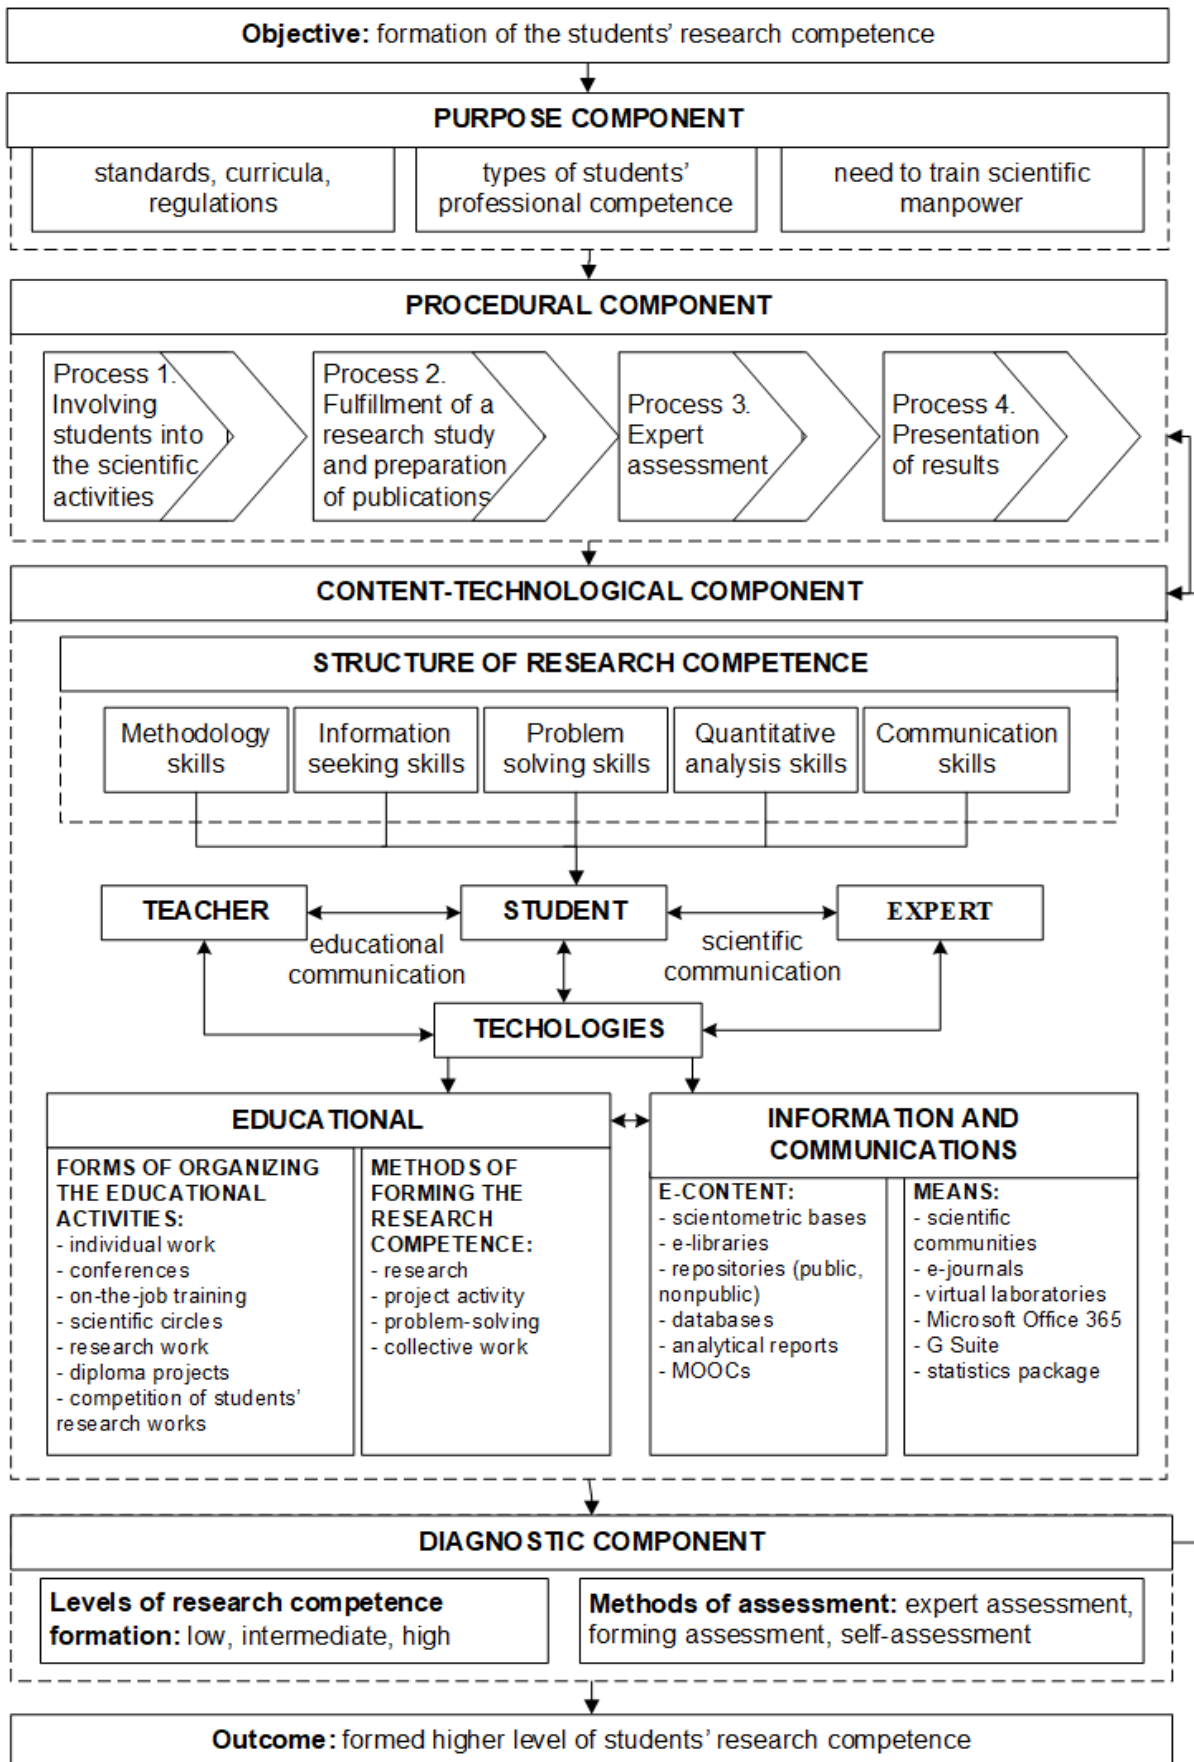 Objective: formation of the students' research competence
PURPOSE COMPONENT
standards, curricula,
regulations
types of students'
professional competence
need to train scientific
manpower
PROCEDURAL COMPONENT
Process 1.
Involving
students into
the scientific
activities
Process 2.
Fulfillment of a
research study
and preparation
of publications
Process 3.
Expert
assessment
Process 4.
Presentation
of results
CONTENT-TECHNOLOGICAL COMPONENT
STRUCTURE OF RESEARCH COMPETENCE
Methodology
skills
Information
seeking skills
Problem
solving skills
Quantitative
analysis skills
Communication
skills
TEACHER
STUDENT
EXPERT
educational
communication
scientific
communication
TECHOLOGIES
EDUCATIONAL
FORMS OF ORGANIZING
THE EDUCATIONAL
ACTIVITIES:
- individual work
- conferences
- on-the-job training
- scientific circles
- research work
- diploma projects
- competition of students'
research works
METHODS OF
FORMING THE
RESEARCH
COMPETENCE:
- research
- project activity
- problem-solving
- collective work
INFORMATION AND
COMMUNICATIONS
E-CONTENT:
- scientometric bases
- e-libraries
- repositories (public,
nonpublic)
- databases
- analytical reports
- MOOCs
MEANS:
- scientific
communities
- e-journals
- virtual laboratories
- Microsoft Office 365
- G Suite
- statistics package
DIAGNOSTIC COMPONENT
Levels of research competence
formation: low, intermediate, high
Methods of assessment: expert assessment,
forming assessment, self-assessment
Outcome: formed higher level of students' research competence